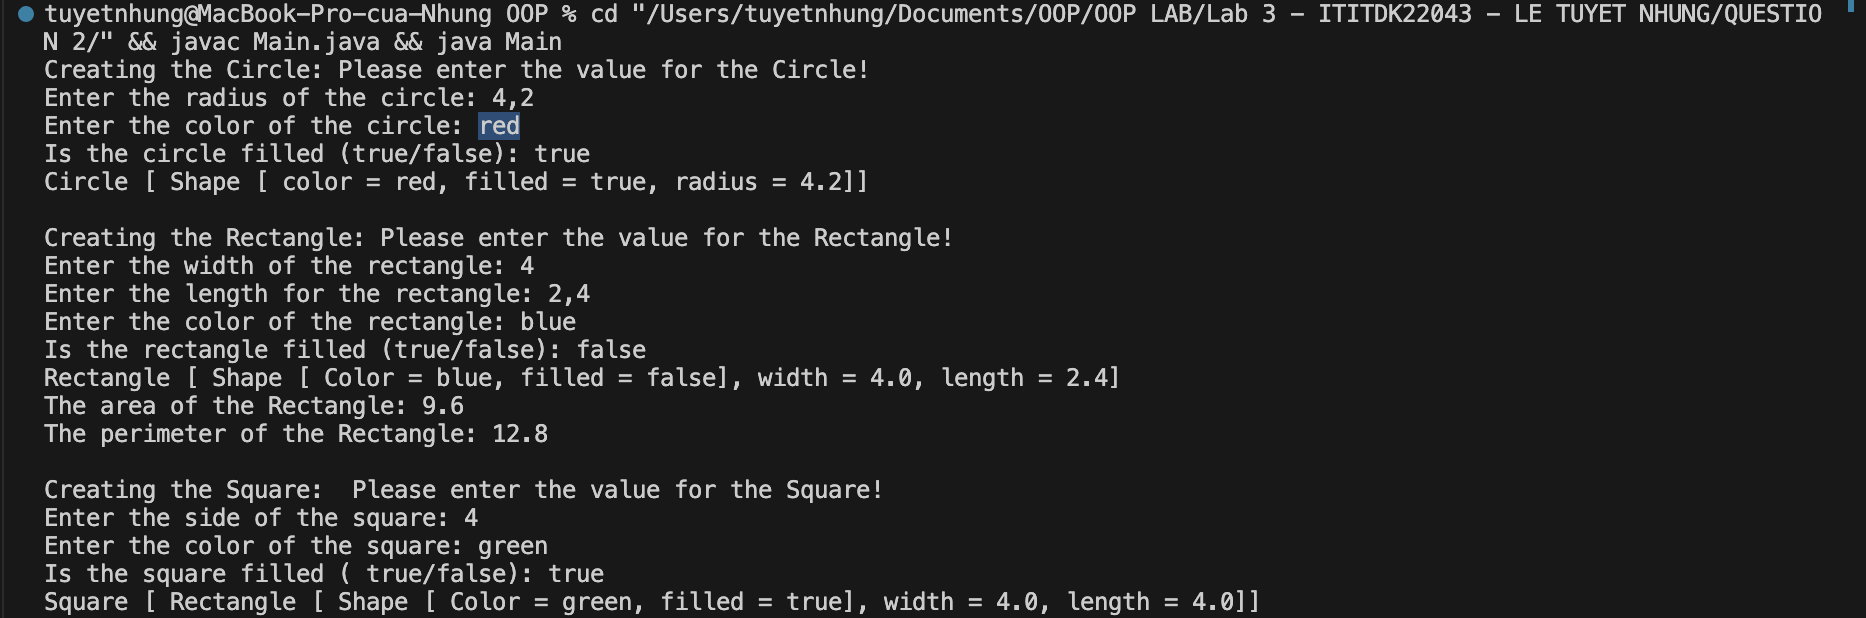 tuyetnhung@MacBook-Pro-cua-Nhung OOP % cd "/Users/tuyetnhung/Documents/OOP/OOP LAB/Lab 3 - ITITDK22043 - LE TUYET NHUNG/QUESTIO
N 2/" && javac Main.java && java Main
Creating the Circle: Please enter the value for the Circle!
Enter the radius of the circle: 4,2
Enter the color of the circle: red
Is the circle filled (true/false): true
Circle [ Shape [ color = red, filled = true, radius = 4.2]]

Creating the Rectangle: Please enter the value for the Rectangle!
Enter the width of the rectangle: 4
Enter the length for the rectangle: 2,4
Enter the color of the rectangle: blue
Is the rectangle filled (true/false): false
Rectangle [ Shape [ Color = blue, filled = false], width = 4.0, length = 2.4]
The area of the Rectangle: 9.6
The perimeter of the Rectangle: 12.8

Creating the Square:  Please enter the value for the Square!
Enter the side of the square: 4
Enter the color of the square: green
Is the square filled ( true/false): true
Square [ Rectangle [ Shape [ Color = green, filled = true], width = 4.0, length = 4.0]]